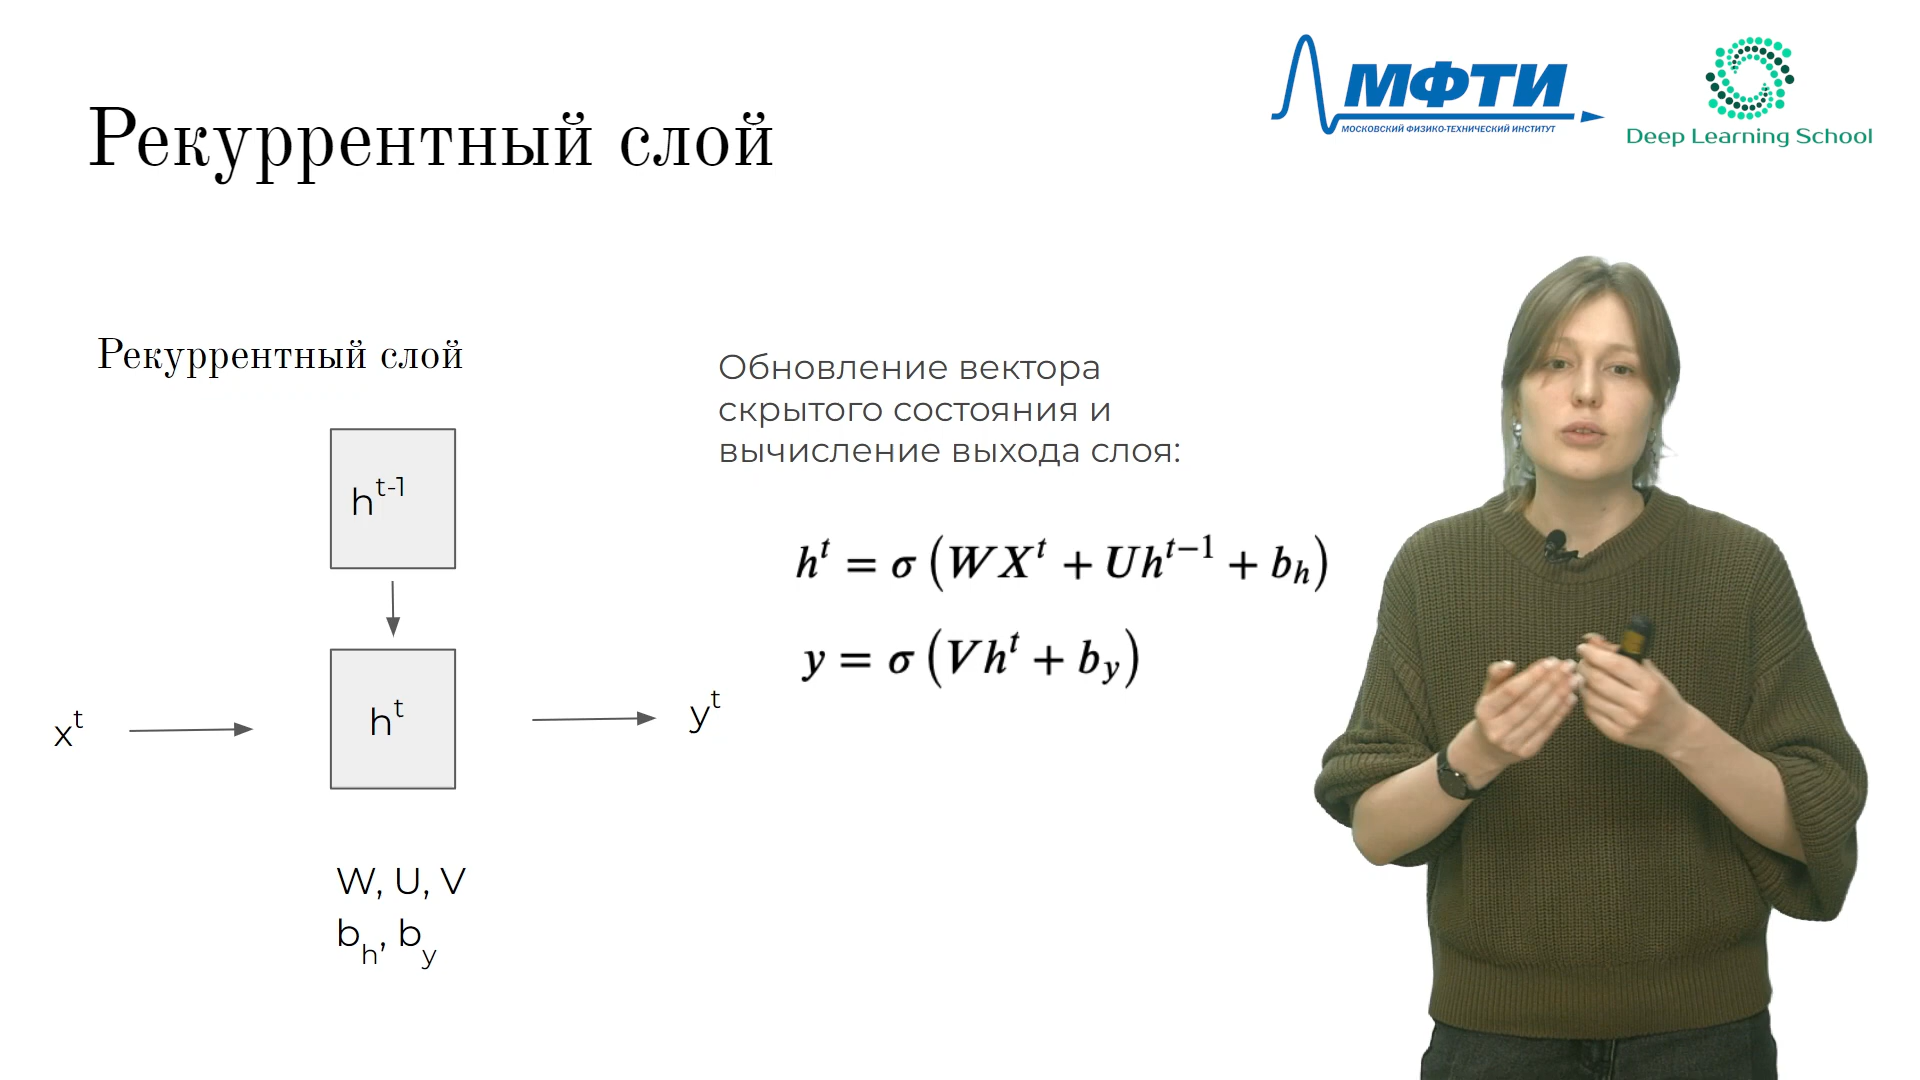 МФТИ
МОСКОВСКИЙ ФИЗИКО-ТЕХНИЧЕСКИЙ ИНСТИТУТ
Deep Learning School
Рекуррентный слой
Рекуррентный слой
h^{t-1}
h^t
x^t
y^t
W, U, V
b_h, b_y
Обновление вектора
скрытого состояния и
вычисление выхода слоя:
h^t = σ (WX^t + Uh^{t-1} + b_h)
y = σ (Vh^t + b_y)